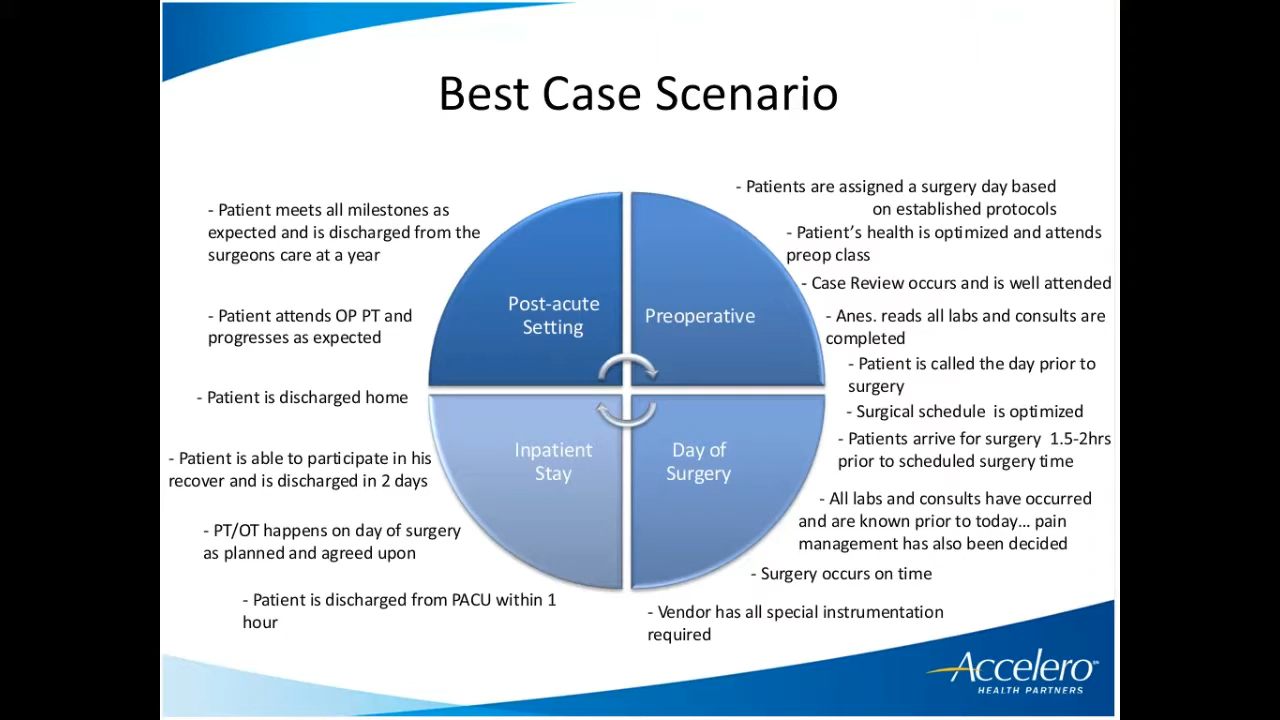 Best Case Scenario
- Patients are assigned a surgery day based
on established protocols
- Patient’s health is optimized and attends
preop class
- Case Review occurs and is well attended
- Anes. reads all labs and consults are
completed
- Patient is called the day prior to
surgery
- Surgical schedule is optimized
- Patients arrive for surgery 1.5-2hrs
prior to scheduled surgery time
- All labs and consults have occurred
and are known prior to today… pain
management has also been decided
- Surgery occurs on time
- Vendor has all special instrumentation
required
- Patient is discharged from PACU within 1
hour
- PT/OT happens on day of surgery
as planned and agreed upon
- Patient is able to participate in his
recover and is discharged in 2 days
- Patient is discharged home
- Patient attends OP PT and
progresses as expected
- Patient meets all milestones as
expected and is discharged from the
surgeons care at a year
Post-acute
Setting
Preoperative
Inpatient
Stay
Day of
Surgery
Accelero
HEALTH PARTNERS